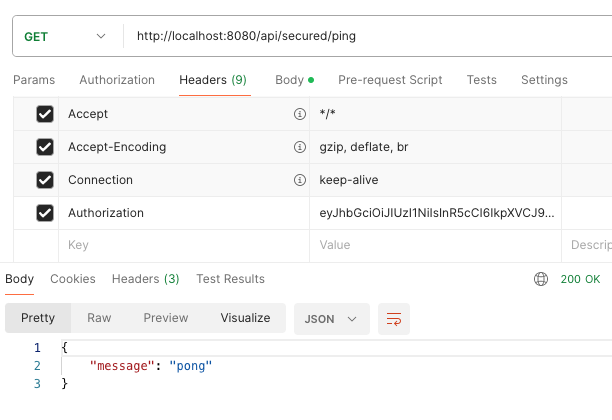 GET http://localhost:8080/api/secured/ping
Params Authorization Headers (9) Body Pre-request Script Tests Settings
Accept */*
Accept-Encoding gzip, deflate, br
Connection keep-alive
Authorization eyJhbGciOiJIUzI1NiIsInR5cCI6IkpXVCJ9...
Key Value Descrip
Body Cookies Headers (3) Test Results 200 OK
Pretty Raw Preview Visualize JSON
1 {
2 "message": "pong"
3 }